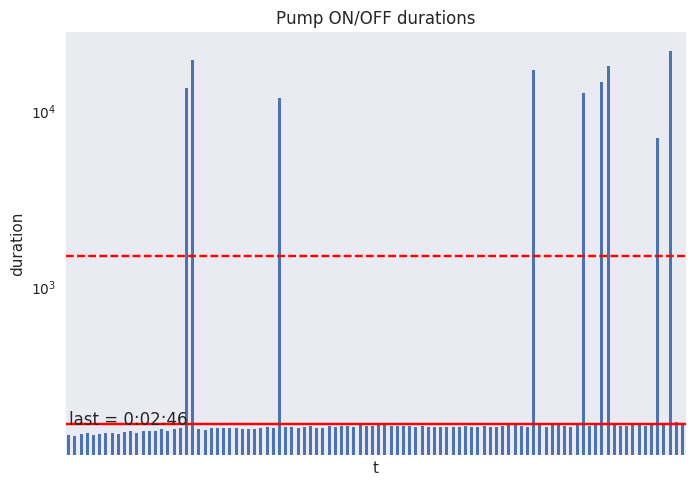 Pump ON/OFF durations
10⁴
10³
duration
last = 0:02:46
t